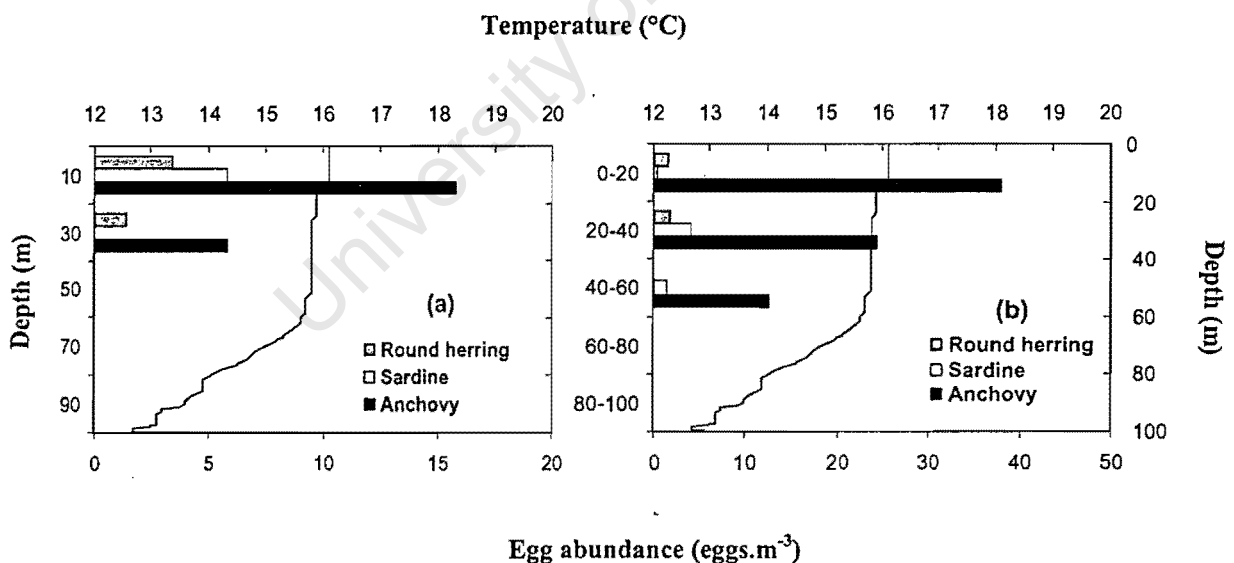 Temperature (°C)
University of
12 13 14 15 16 17 18 19 20
12 13 14 15 16 17 18 19 20
Depth (m)
10
30
50
70
90
(a)
Round herring
Sardine
Anchovy
0 5 10 15 20
0-20
20-40
40-60
60-80
80-100
(b)
Round herring
Sardine
Anchovy
0
20
40
60
80
100
Depth (m)
0 10 20 30 40 50
Egg abundance (eggs.m⁻³)